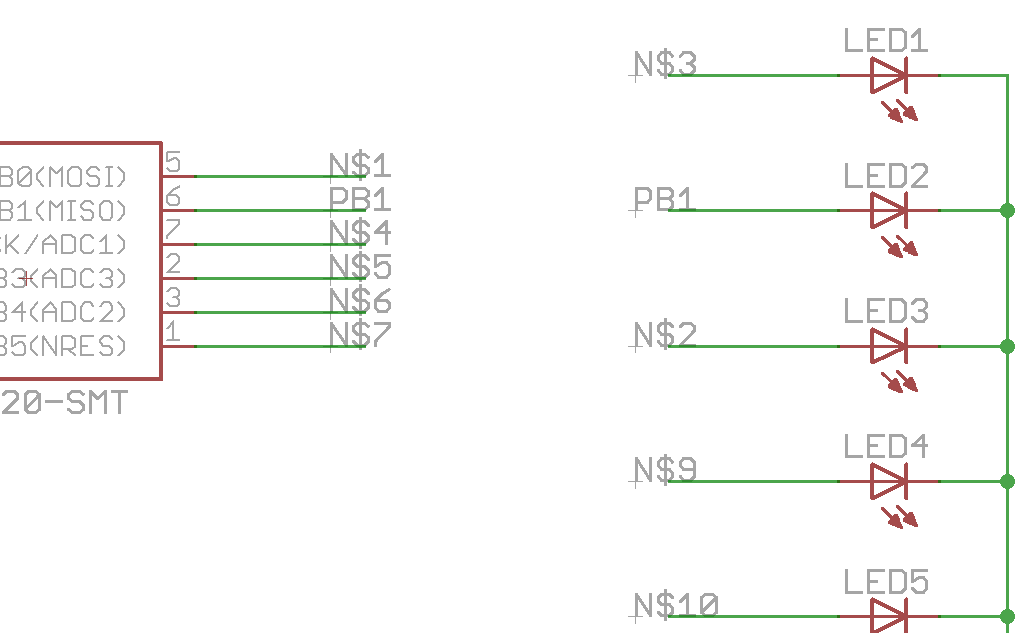 B0(MOSI) 5 N$1
B1(MISO) 6 PB1
CK/ADC1) 7 N$4
B3(ADC3) 2 N$5
B4(ADC2) 3 N$6
B5(NRES) 1 N$7
20-SMT
N$3 LED1
PB1 LED2
N$2 LED3
N$9 LED4
N$10 LED5